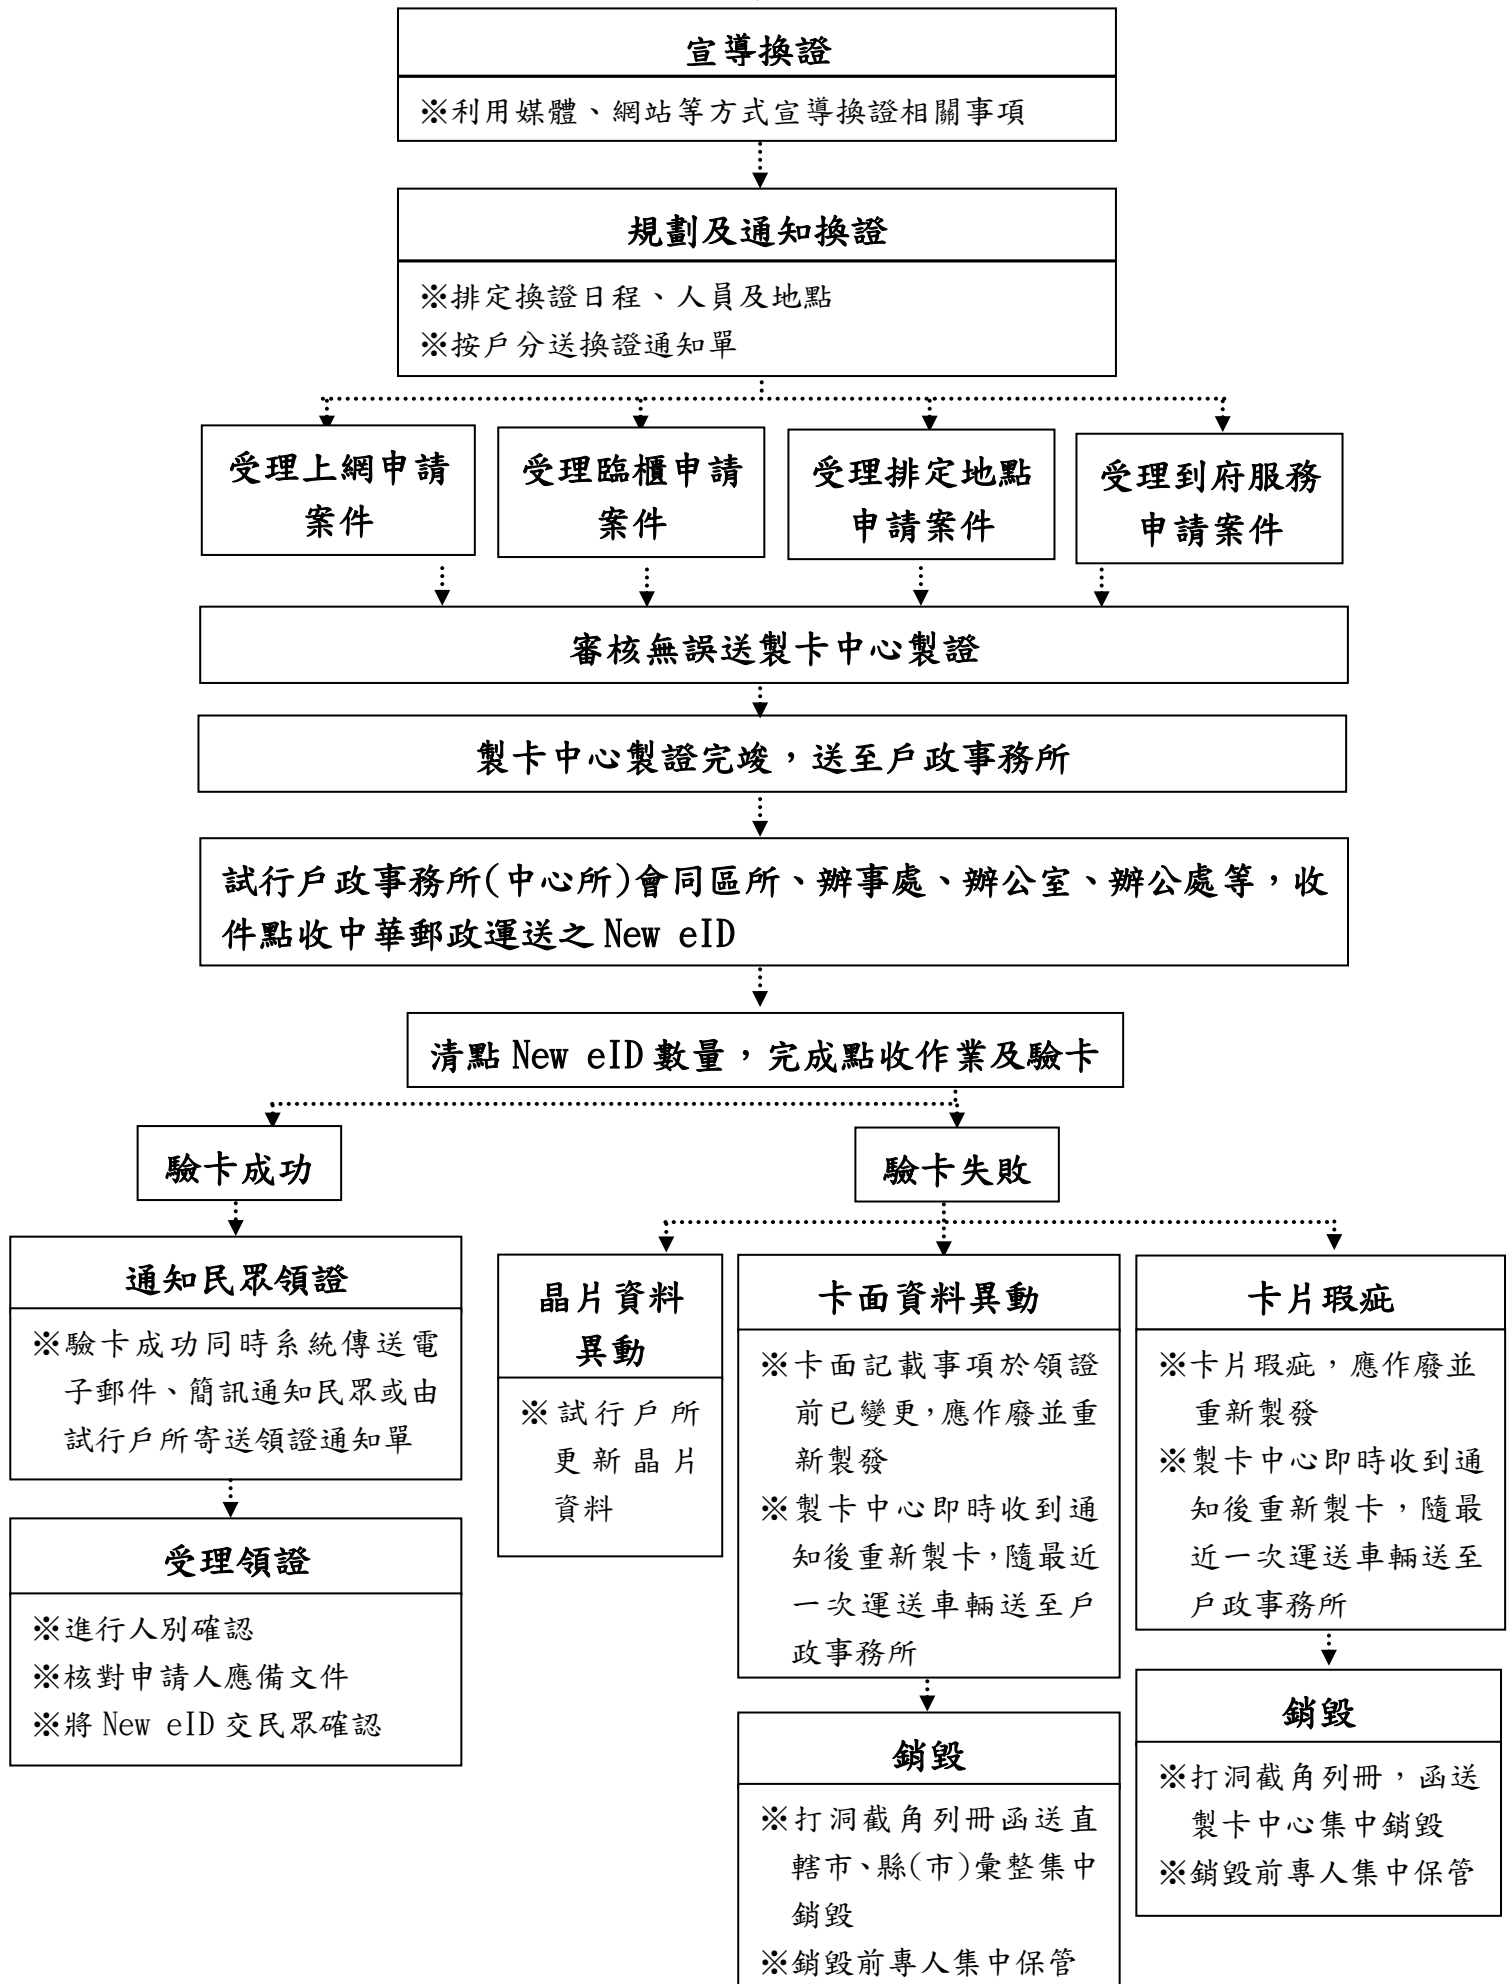 宣導換證
※利用媒體、網站等方式宣導換證相關事項
規劃及通知換證
※排定換證日程、人員及地點
※按戶分送換證通知單
受理上網申請
案件
受理臨櫃申請
案件
受理排定地點
申請案件
受理到府服務
申請案件
審核無誤送製卡中心製證
製卡中心製證完竣，送至戶政事務所
試行戶政事務所(中心所)會同區所、辦事處、辦公室、辦公處等，收
件點收中華郵政運送之 New eID
清點 New eID 數量，完成點收作業及驗卡
驗卡成功
驗卡失敗
通知民眾領證
※驗卡成功同時系統傳送電
子郵件、簡訊通知民眾或由
試行戶所寄送領證通知單
受理領證
※進行人別確認
※核對申請人應備文件
※將 New eID 交民眾確認
晶片資料
異動
※試行戶所
更新晶片
資料
卡面資料異動
※卡面記載事項於領證
前已變更，應作廢並重
新製發
※製卡中心即時收到通
知後重新製卡，隨最近
一次運送車輛送至戶
政事務所
銷毀
※打洞截角列冊函送直
轄市、縣(市)彙整集中
銷毀
※銷毀前專人集中保管
卡片瑕疵
※卡片瑕疵，應作廢並
重新製發
※製卡中心即時收到通
知後重新製卡，隨最
近一次運送車輛送至
戶政事務所
銷毀
※打洞截角列冊，函送
製卡中心集中銷毀
※銷毀前專人集中保管